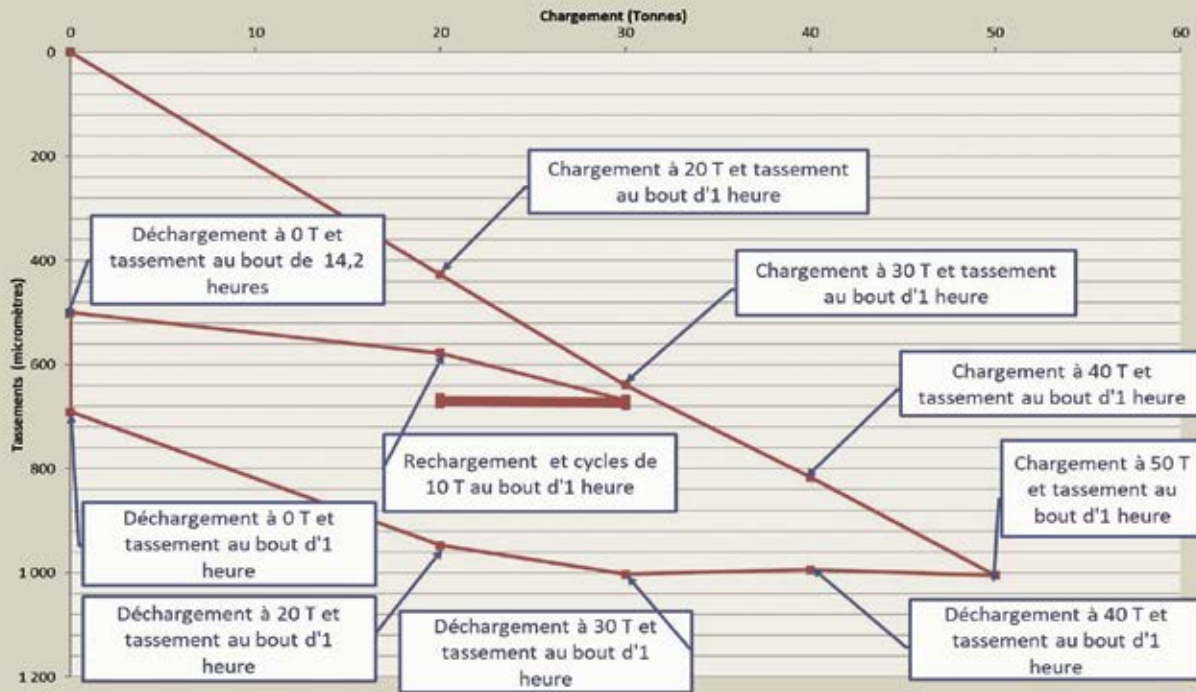 Chargement (Tonnes)
0 10 20 30 40 50 60
Tassements (micromètres)
0
200
400
600
800
1 000
1 200
Chargement à 20 T et tassement
au bout d'1 heure
Déchargement à 0 T et
tassement au bout de 14,2
heures
Chargement à 30 T et tassement
au bout d'1 heure
Chargement à 40 T et
tassement au bout d'1 heure
Rechargement et cycles de
10 T au bout d'1 heure
Chargement à 50 T
et tassement au
bout d'1 heure
Déchargement à 0 T et
tassement au bout d'1
heure
Déchargement à 20 T et
tassement au bout d'1
heure
Déchargement à 30 T et
tassement au bout d'1
heure
Déchargement à 40 T et
tassement au bout d'1
heure